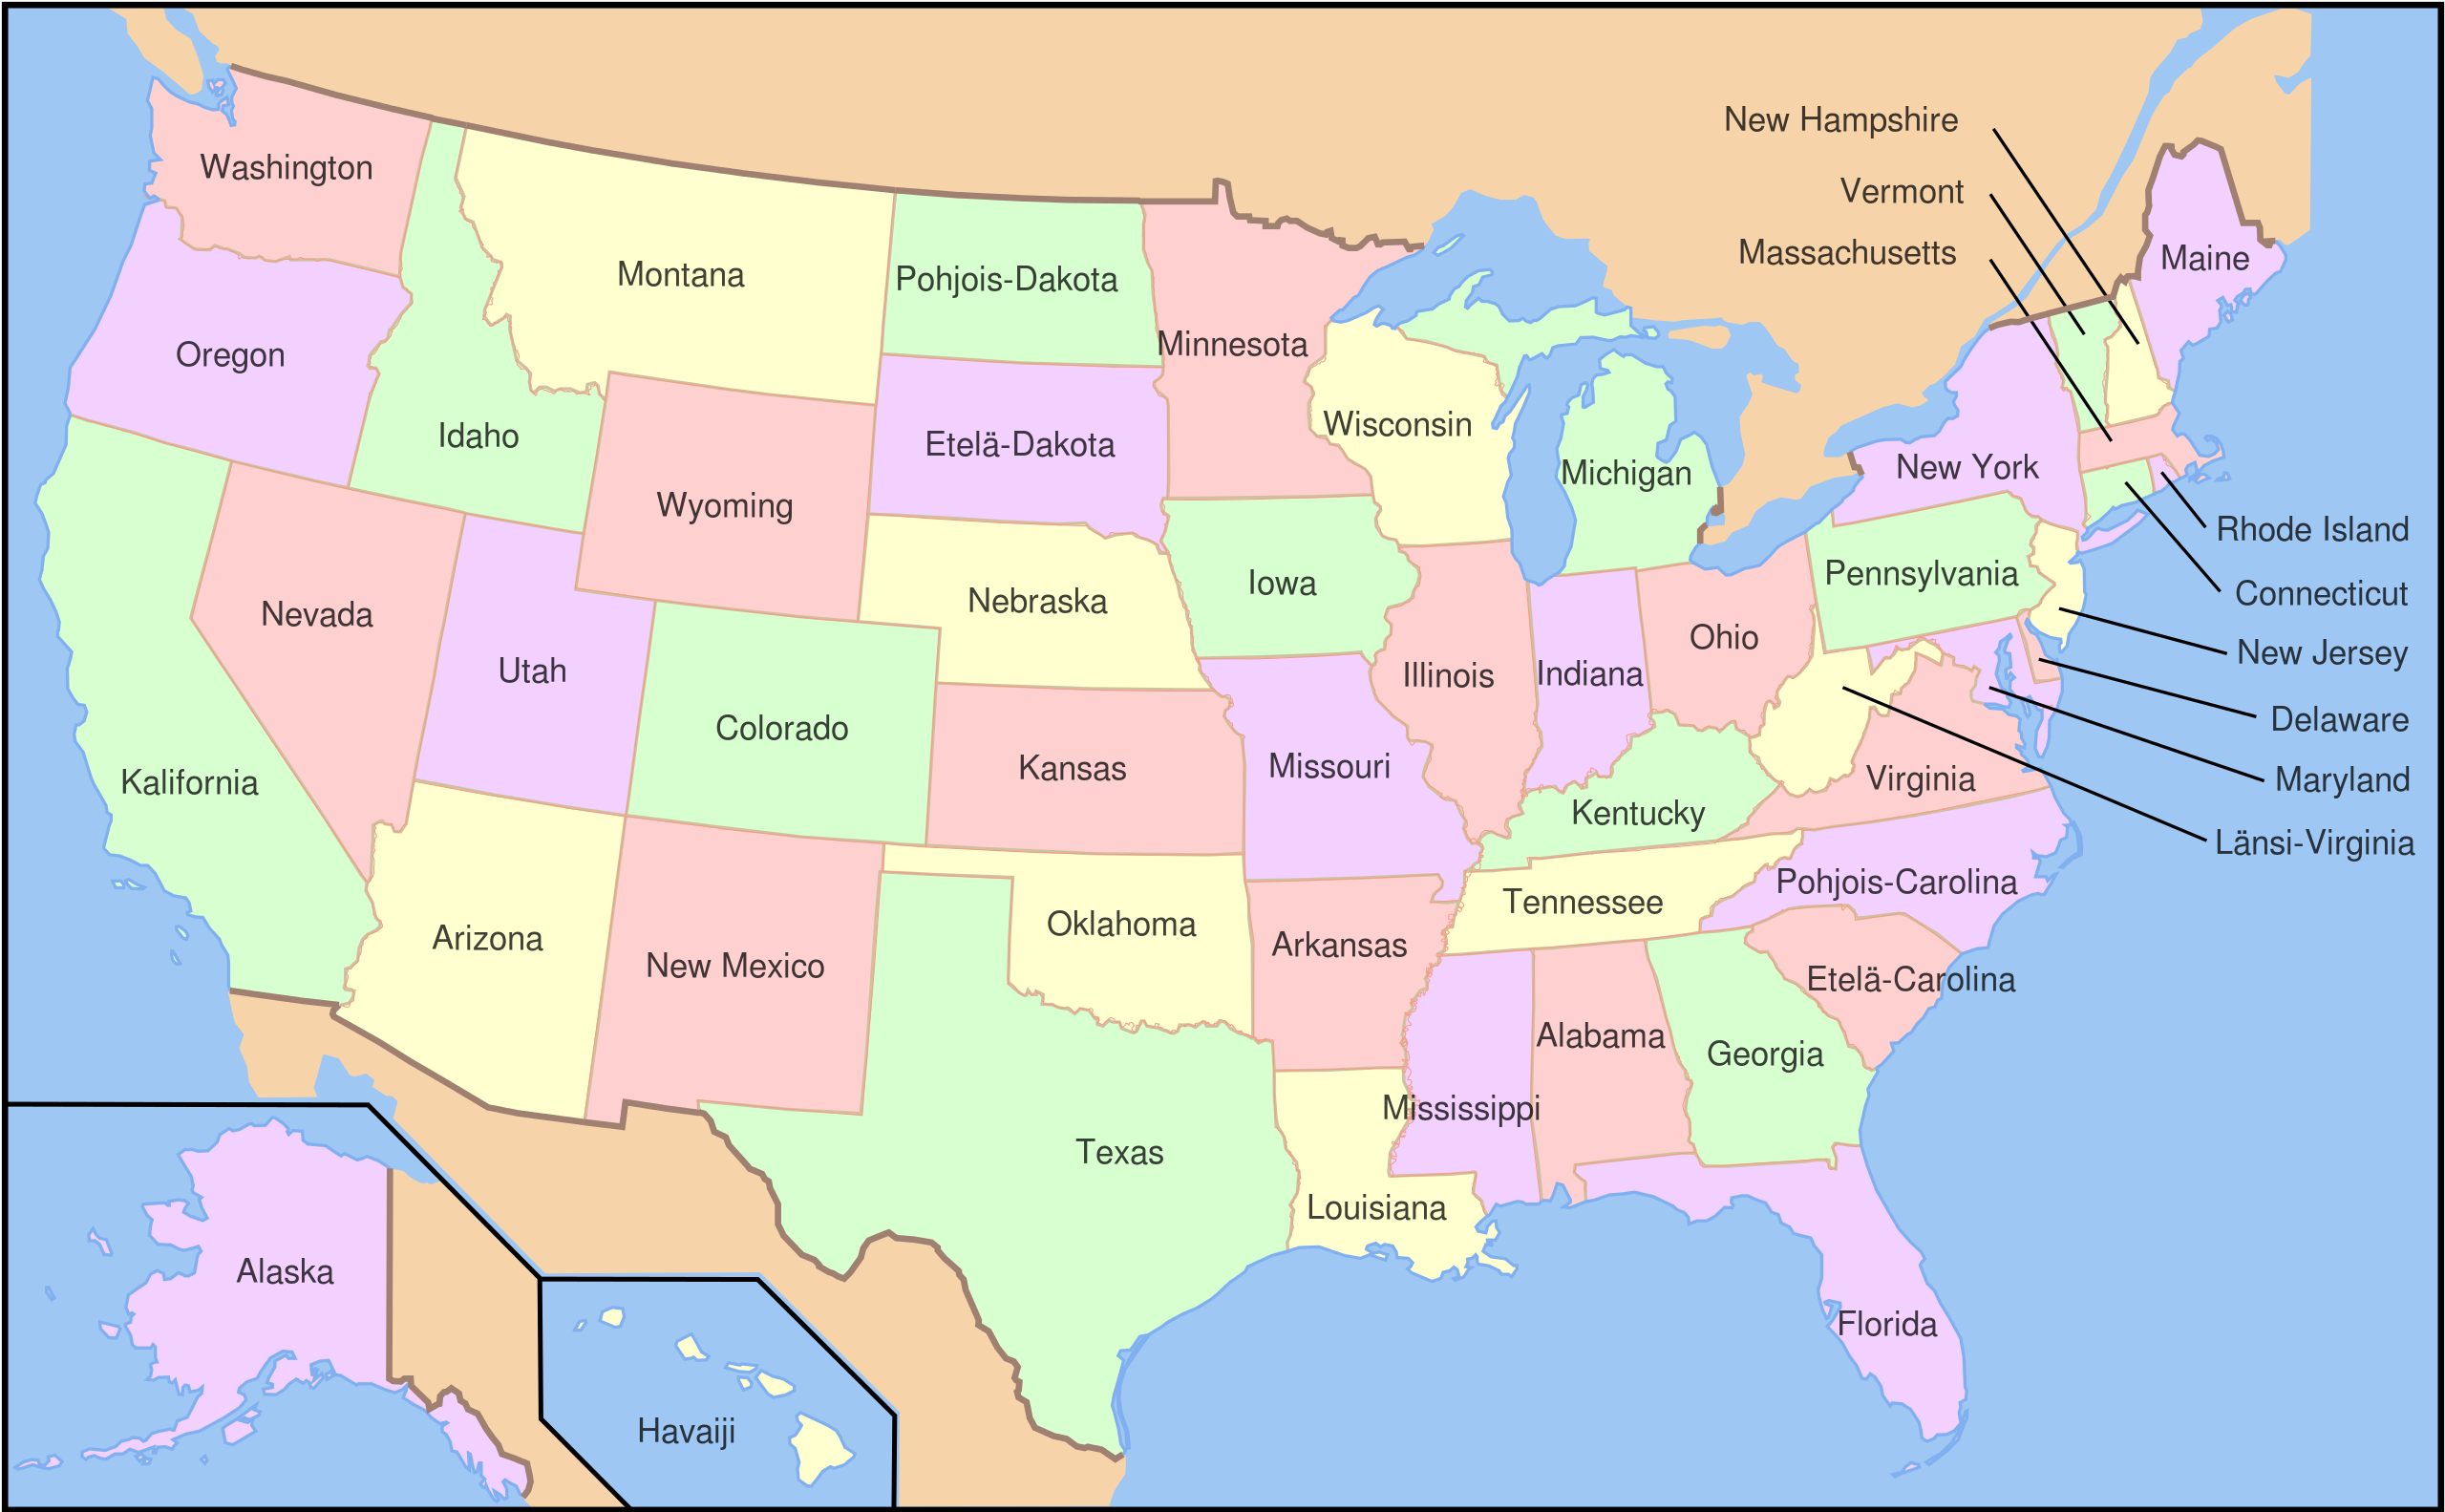 New Hampshire
Vermont
Massachusetts
Washington
Maine
Montana
Pohjois-Dakota
Minnesota
Oregon
Idaho
Etelä-Dakota
Wisconsin
Michigan
New York
Wyoming
Rhode Island
Pennsylvania
Iowa
Connecticut
Nebraska
Nevada
Ohio
New Jersey
Utah
Illinois
Indiana
Delaware
Colorado
Kansas
Missouri
Kalifornia
Virginia
Maryland
Kentucky
Länsi-Virginia
Pohjois-Carolina
Tennessee
Oklahoma
Arizona
Arkansas
New Mexico
Etelä-Carolina
Alabama
Georgia
Mississippi
Texas
Louisiana
Alaska
Florida
Havaiji